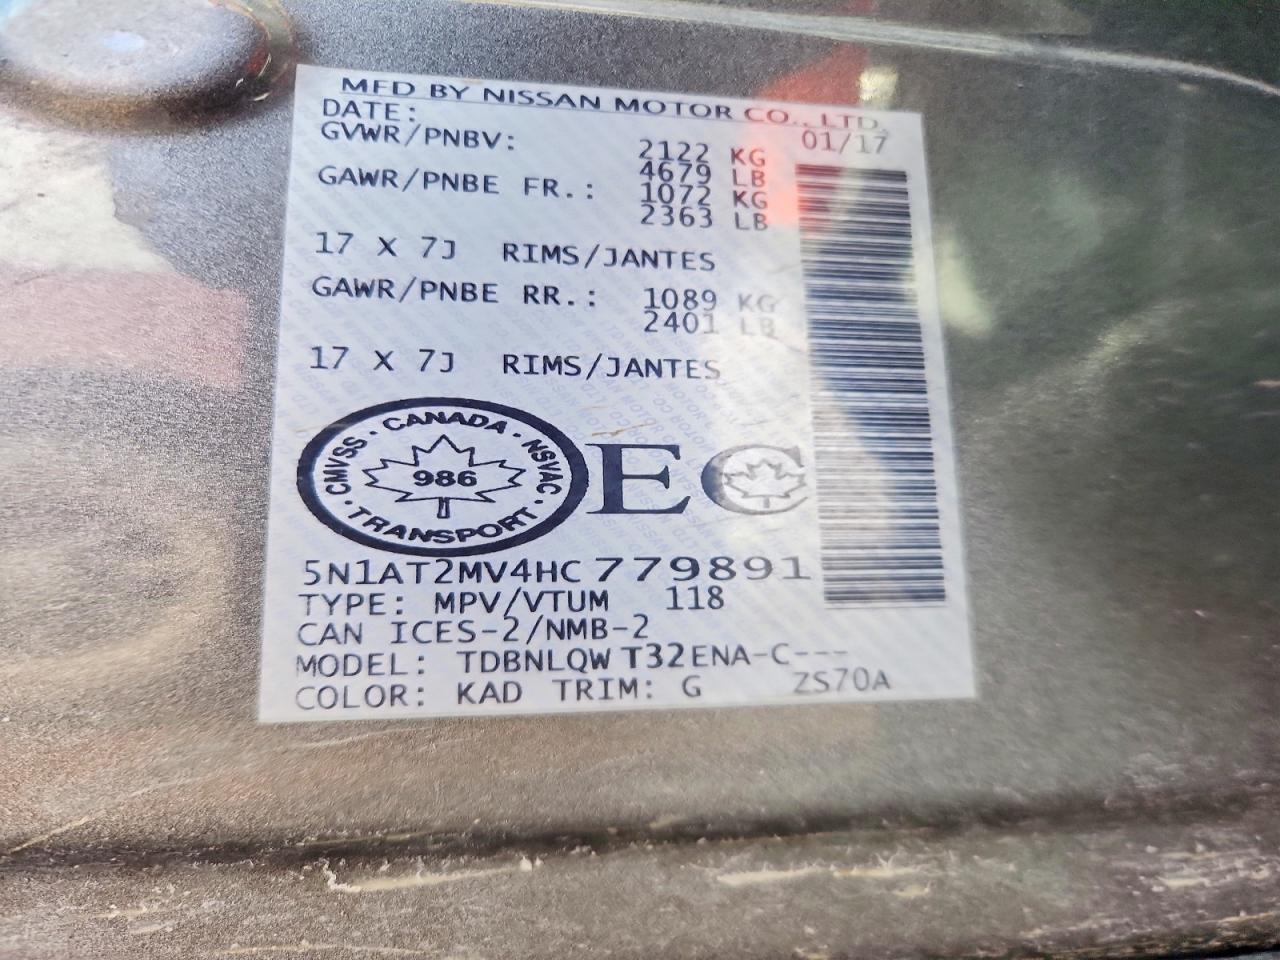 MFD BY NISSAN MOTOR CO., LTD.
DATE: 01/17
GVWR/PNBV: 2122 KG
4679 LB
GAWR/PNBE FR.: 1072 KG
2363 LB
17 X 7J RIMS/JANTES
GAWR/PNBE RR.: 1089 KG
2401 LB
17 X 7J RIMS/JANTES
CMVSS · CANADA · NSVAC · TRANSPORT ·
986
EC
5N1AT2MV4HC779891
TYPE: MPV/VTUM 118
CAN ICES-2/NMB-2
MODEL: TDBNLQW T32ENA-C---
COLOR: KAD TRIM: G ZS70A